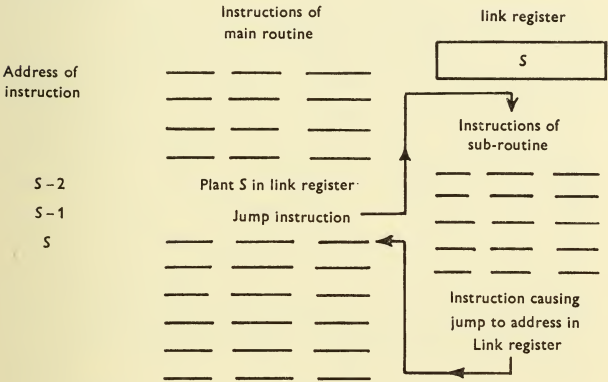 Instructions of
main routine
link register
S
Address of
instruction
Instructions of
sub-routine
S – 2
Plant S in link register
S – 1
Jump instruction
S
Instruction causing
jump to address in
Link register